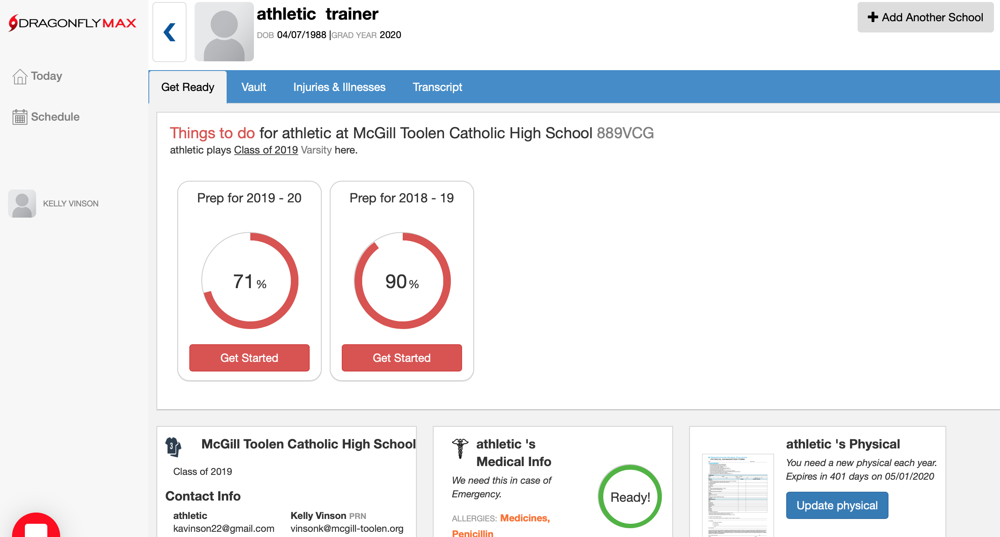 DRAGONFLYMAX
Today
Schedule
KELLY VINSON
athletic trainer
DOB 04/07/1988 |GRAD YEAR 2020
Add Another School
Get Ready
Vault
Injuries & Illnesses
Transcript
Things to do for athletic at McGill Toolen Catholic High School 889VCG
athletic plays Class of 2019 Varsity here.
Prep for 2019 - 20
71 %
Get Started
Prep for 2018 - 19
90 %
Get Started
McGill Toolen Catholic High School
3
Class of 2019
Contact Info
athletic
kavinson22@gmail.com
Kelly Vinson PRN
vinsonk@mcgill-toolen.org
athletic 's
Medical Info
We need this in case of
Emergency.
ALLERGIES: Medicines,
Penicillin
Ready!
PHYSICAL EXAMINATION FORM
athletic 's Physical
You need a new physical each year.
Expires in 401 days on 05/01/2020
Update physical